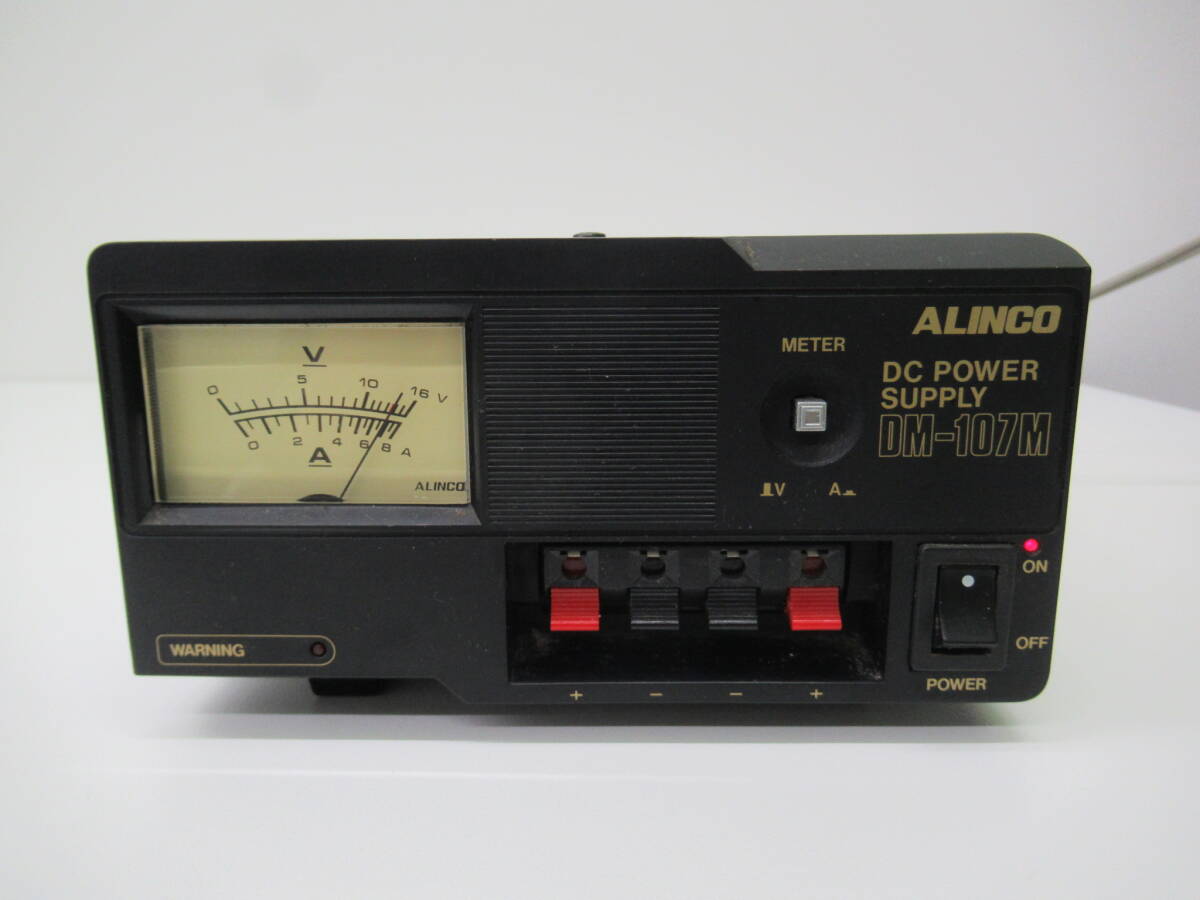 V
0 5 10 16 V
0 2 4 6 8 A
A
ALINCO
METER
V A
ALINCO
DC POWER
SUPPLY
DM-107M
ON
OFF
POWER
WARNING
+ − − +